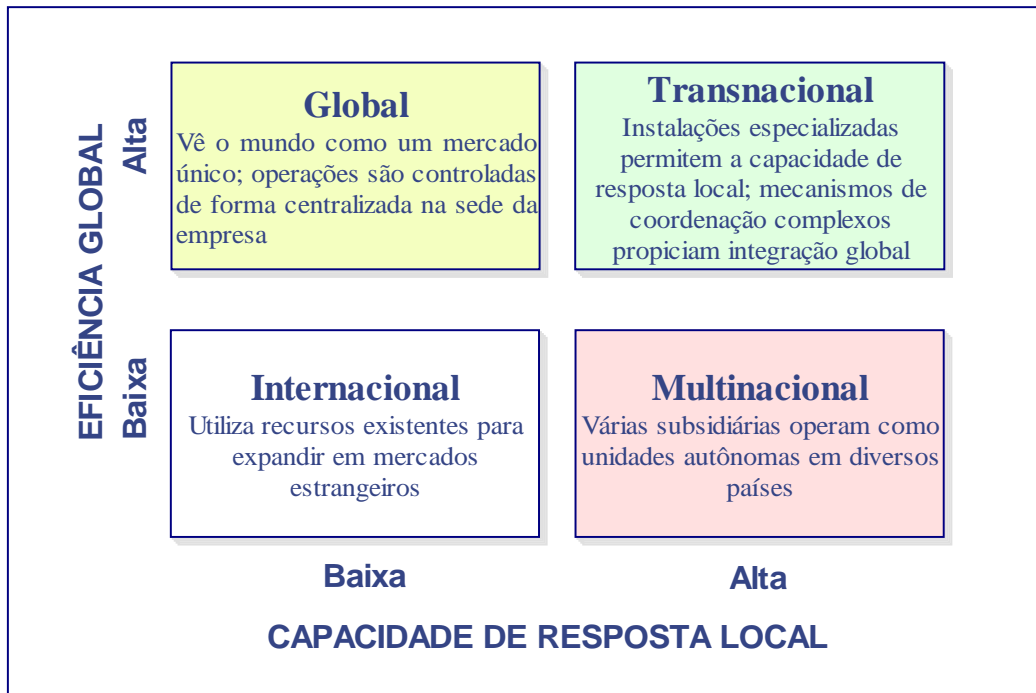 EFICIÊNCIA GLOBAL
Alta
Global
Vê o mundo como um mercado
único; operações são controladas
de forma centralizada na sede da
empresa
Transnacional
Instalações especializadas
permitem a capacidade de
resposta local; mecanismos de
coordenação complexos
propiciam integração global
Baixa
Internacional
Utiliza recursos existentes para
expandir em mercados
estrangeiros
Multinacional
Várias subsidiárias operam como
unidades autônomas em diversos
países
Baixa
Alta
CAPACIDADE DE RESPOSTA LOCAL